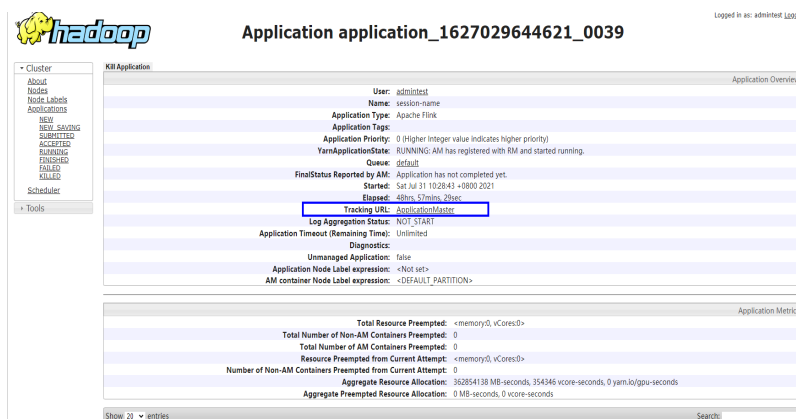 Logged in as: admintest
hadoop
Application application_1627029644621_0039
Cluster
About
Nodes
Node Labels
Applications
NEW
NEW_SAVING
SUBMITTED
ACCEPTED
RUNNING
FINISHED
FAILED
KILLED
Scheduler
Tools
Kill Application
Application Overview
User: admintest
Name: session-name
Application Type: Apache Flink
Application Tags:
Application Priority: 0 (Higher Integer value indicates higher priority)
YarnApplicationState: RUNNING: AM has registered with RM and started running.
Queue: default
FinalStatus Reported by AM: Application has not completed yet.
Started: Sat Jul 31 10:28:43 +0800 2021
Elapsed: 48hrs, 57mins, 29sec
Tracking URL: ApplicationMaster
Log Aggregation Status: NOT_START
Application Timeout (Remaining Time): Unlimited
Diagnostics:
Unmanaged Application: false
Application Node Label expression: <Not set>
AM container Node Label expression: <DEFAULT_PARTITION>
Application
Total Resource Preempted: <memory:0, vCores:0>
Total Number of Non-AM Containers Preempted: 0
Total Number of AM Containers Preempted: 0
Resource Preempted from Current Attempt: <memory:0, vCores:0>
Number of Non-AM Containers Preempted from Current Attempt: 0
Aggregate Resource Allocation: 362854138 MB-seconds, 354346 vcore-seconds, 0 yarn.io/gpu-seconds
Aggregate Preempted Resource Allocation: 0 MB-seconds, 0 vcore-seconds
Show 20 entries
Search: